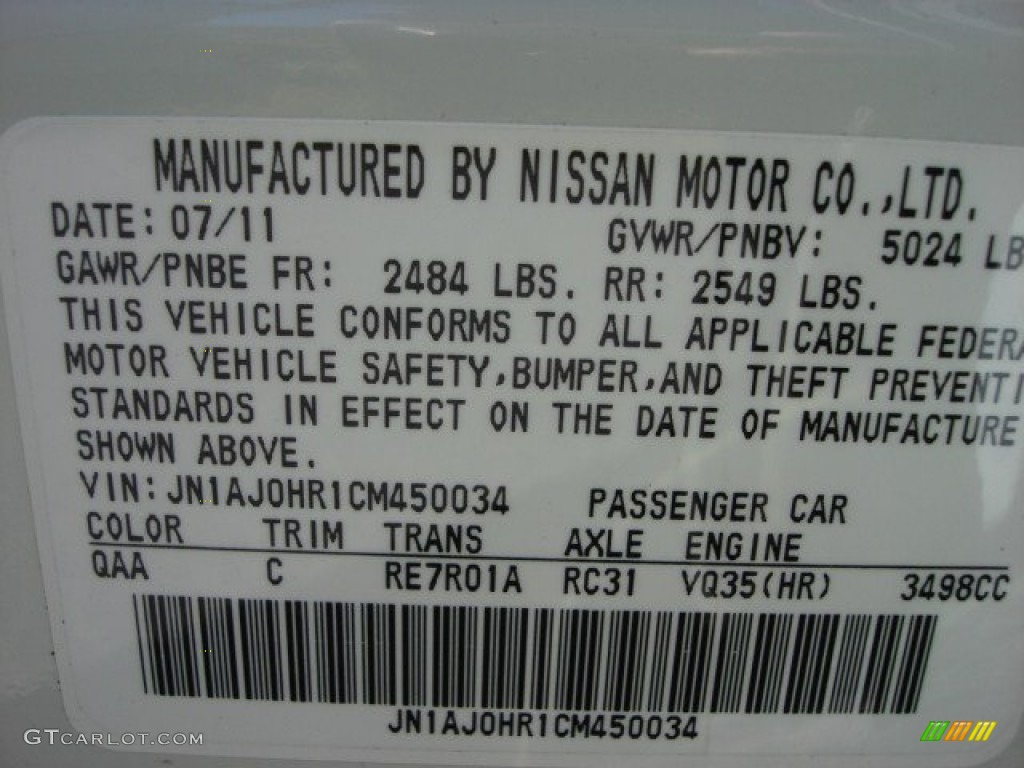 MANUFACTURED BY NISSAN MOTOR CO.,LTD.
DATE: 07/11 GVWR/PNBV: 5024 LB
GAWR/PNBE FR: 2484 LBS. RR: 2549 LBS.
THIS VEHICLE CONFORMS TO ALL APPLICABLE FEDERA
MOTOR VEHICLE SAFETY,BUMPER,AND THEFT PREVENTI
STANDARDS IN EFFECT ON THE DATE OF MANUFACTURE
SHOWN ABOVE.
VIN: JN1AJ0HR1CM450034 PASSENGER CAR
COLOR TRIM TRANS AXLE ENGINE
QAA C RE7R01A RC31 VQ35(HR) 3498CC
JN1AJ0HR1CM450034
GTCARLOT.COM